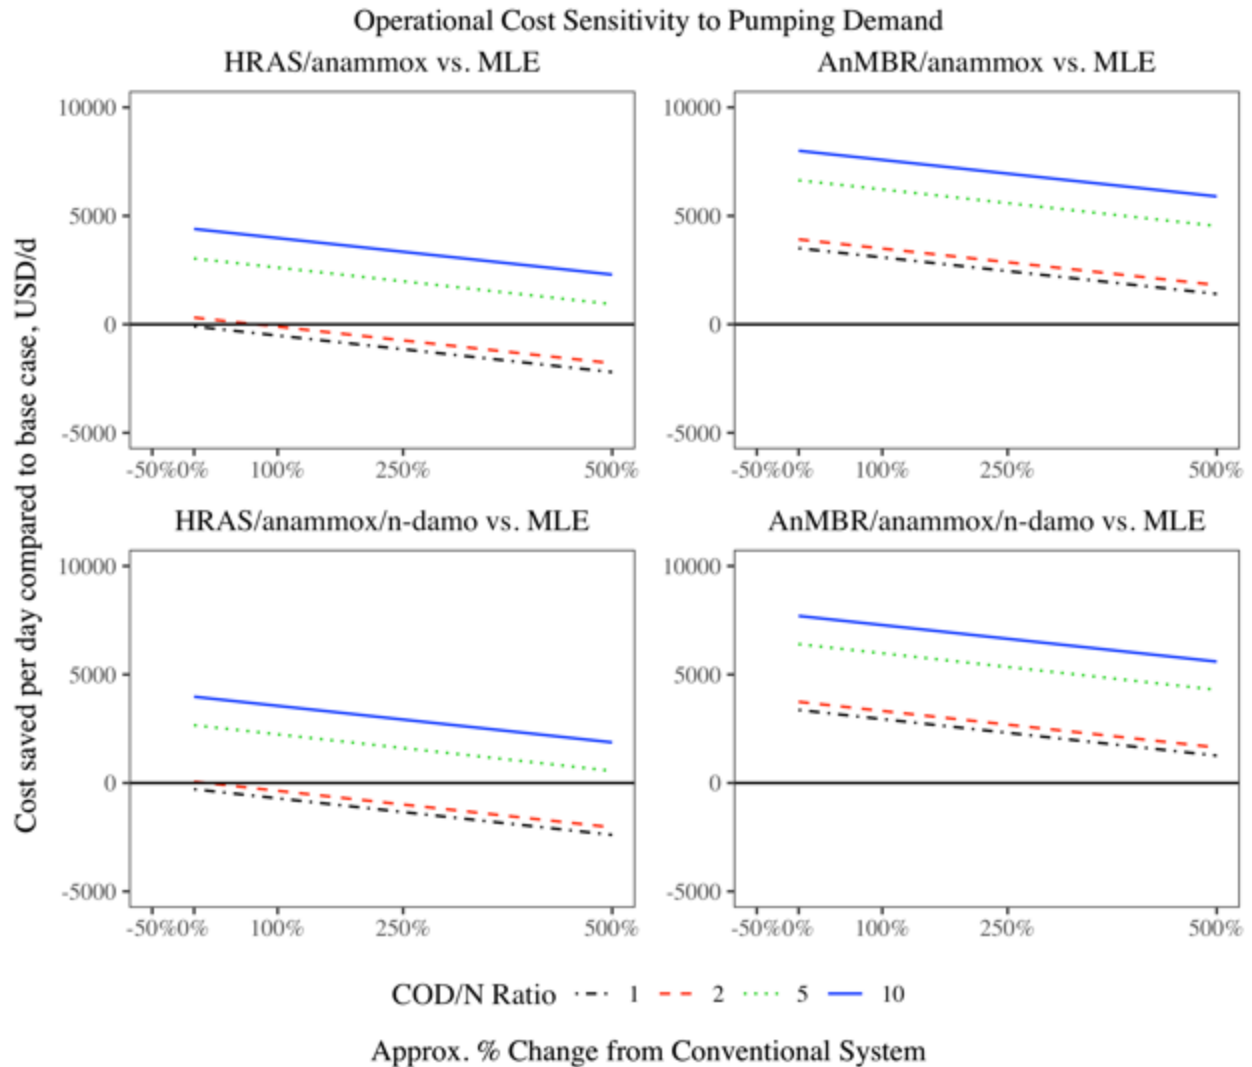 Operational Cost Sensitivity to Pumping Demand
HRAS/anammox vs. MLE
10000
5000
0
-5000
-50% 0% 100% 250% 500%
AnMBR/anammox vs. MLE
10000
5000
0
-5000
-50% 0% 100% 250% 500%
HRAS/anammox/n-damo vs. MLE
10000
5000
0
-5000
-50% 0% 100% 250% 500%
AnMBR/anammox/n-damo vs. MLE
10000
5000
0
-5000
-50% 0% 100% 250% 500%
Cost saved per day compared to base case, USD/d
COD/N Ratio 1 2 5 10
Approx. % Change from Conventional System